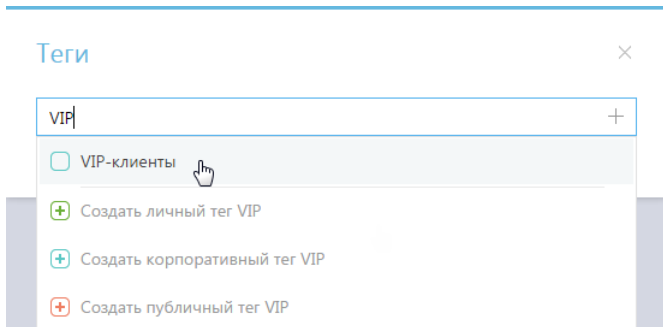 Теги
VIP
VIP-клиенты
Создать личный тег VIP
Создать корпоративный тег VIP
Создать публичный тег VIP